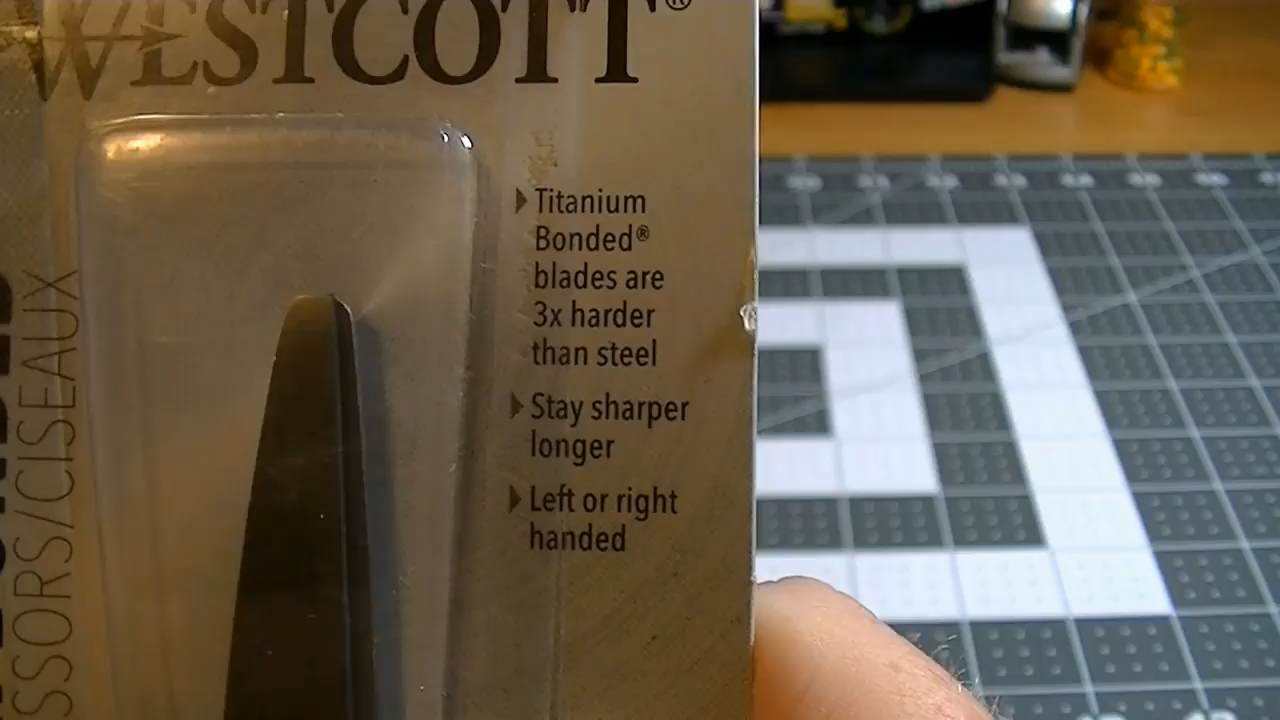 WESTCOTT®
Titanium
Bonded®
blades are
3x harder
than steel
Stay sharper
longer
Left or right
handed
SSORS/CISEAUX